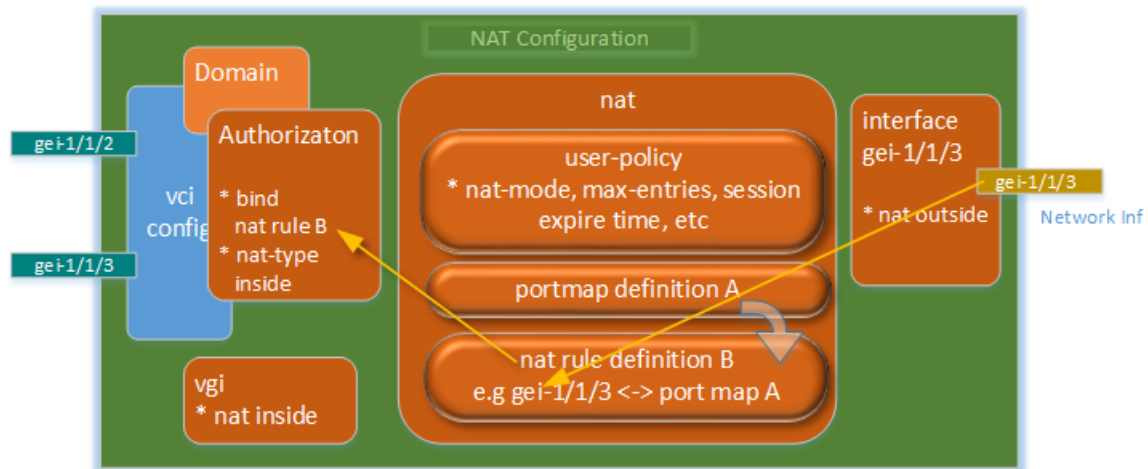 NAT Configuration
Domain
Authorizaton
* bind
nat rule B
* nat-type
inside
gei-1/1/2
vci
config
gei-1/1/3
vgi
* nat inside
nat
user-policy
* nat-mode, max-entries, session
expire time, etc
portmap definition A
nat rule definition B
e.g gei-1/1/3 <-> port map A
interface
gei-1/1/3
* nat outside
gei-1/1/3
Network Inf